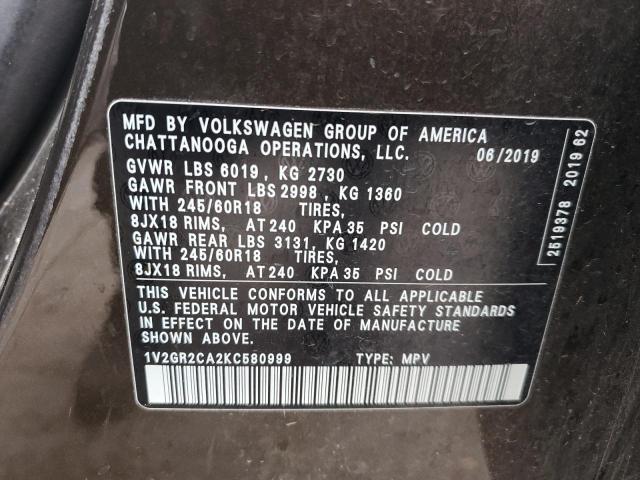 MFD BY VOLKSWAGEN GROUP OF AMERICA
CHATTANOOGA OPERATIONS, LLC. 06/2019
GVWR LBS 6019 , KG 2730
GAWR FRONT LBS 2998 , KG 1360
WITH 245/60R18 TIRES,
8JX18 RIMS, AT 240 KPA 35 PSI COLD
GAWR REAR LBS 3131, KG 1420
WITH 245/60R18 TIRES,
8JX18 RIMS, AT 240 KPA 35 PSI COLD
THIS VEHICLE CONFORMS TO ALL APPLICABLE
U.S. FEDERAL MOTOR VEHICLE SAFETY STANDARDS
IN EFFECT ON THE DATE OF MANUFACTURE
SHOWN ABOVE.
1V2GR2CA2KC580999 TYPE: MPV
2519378 2019 62